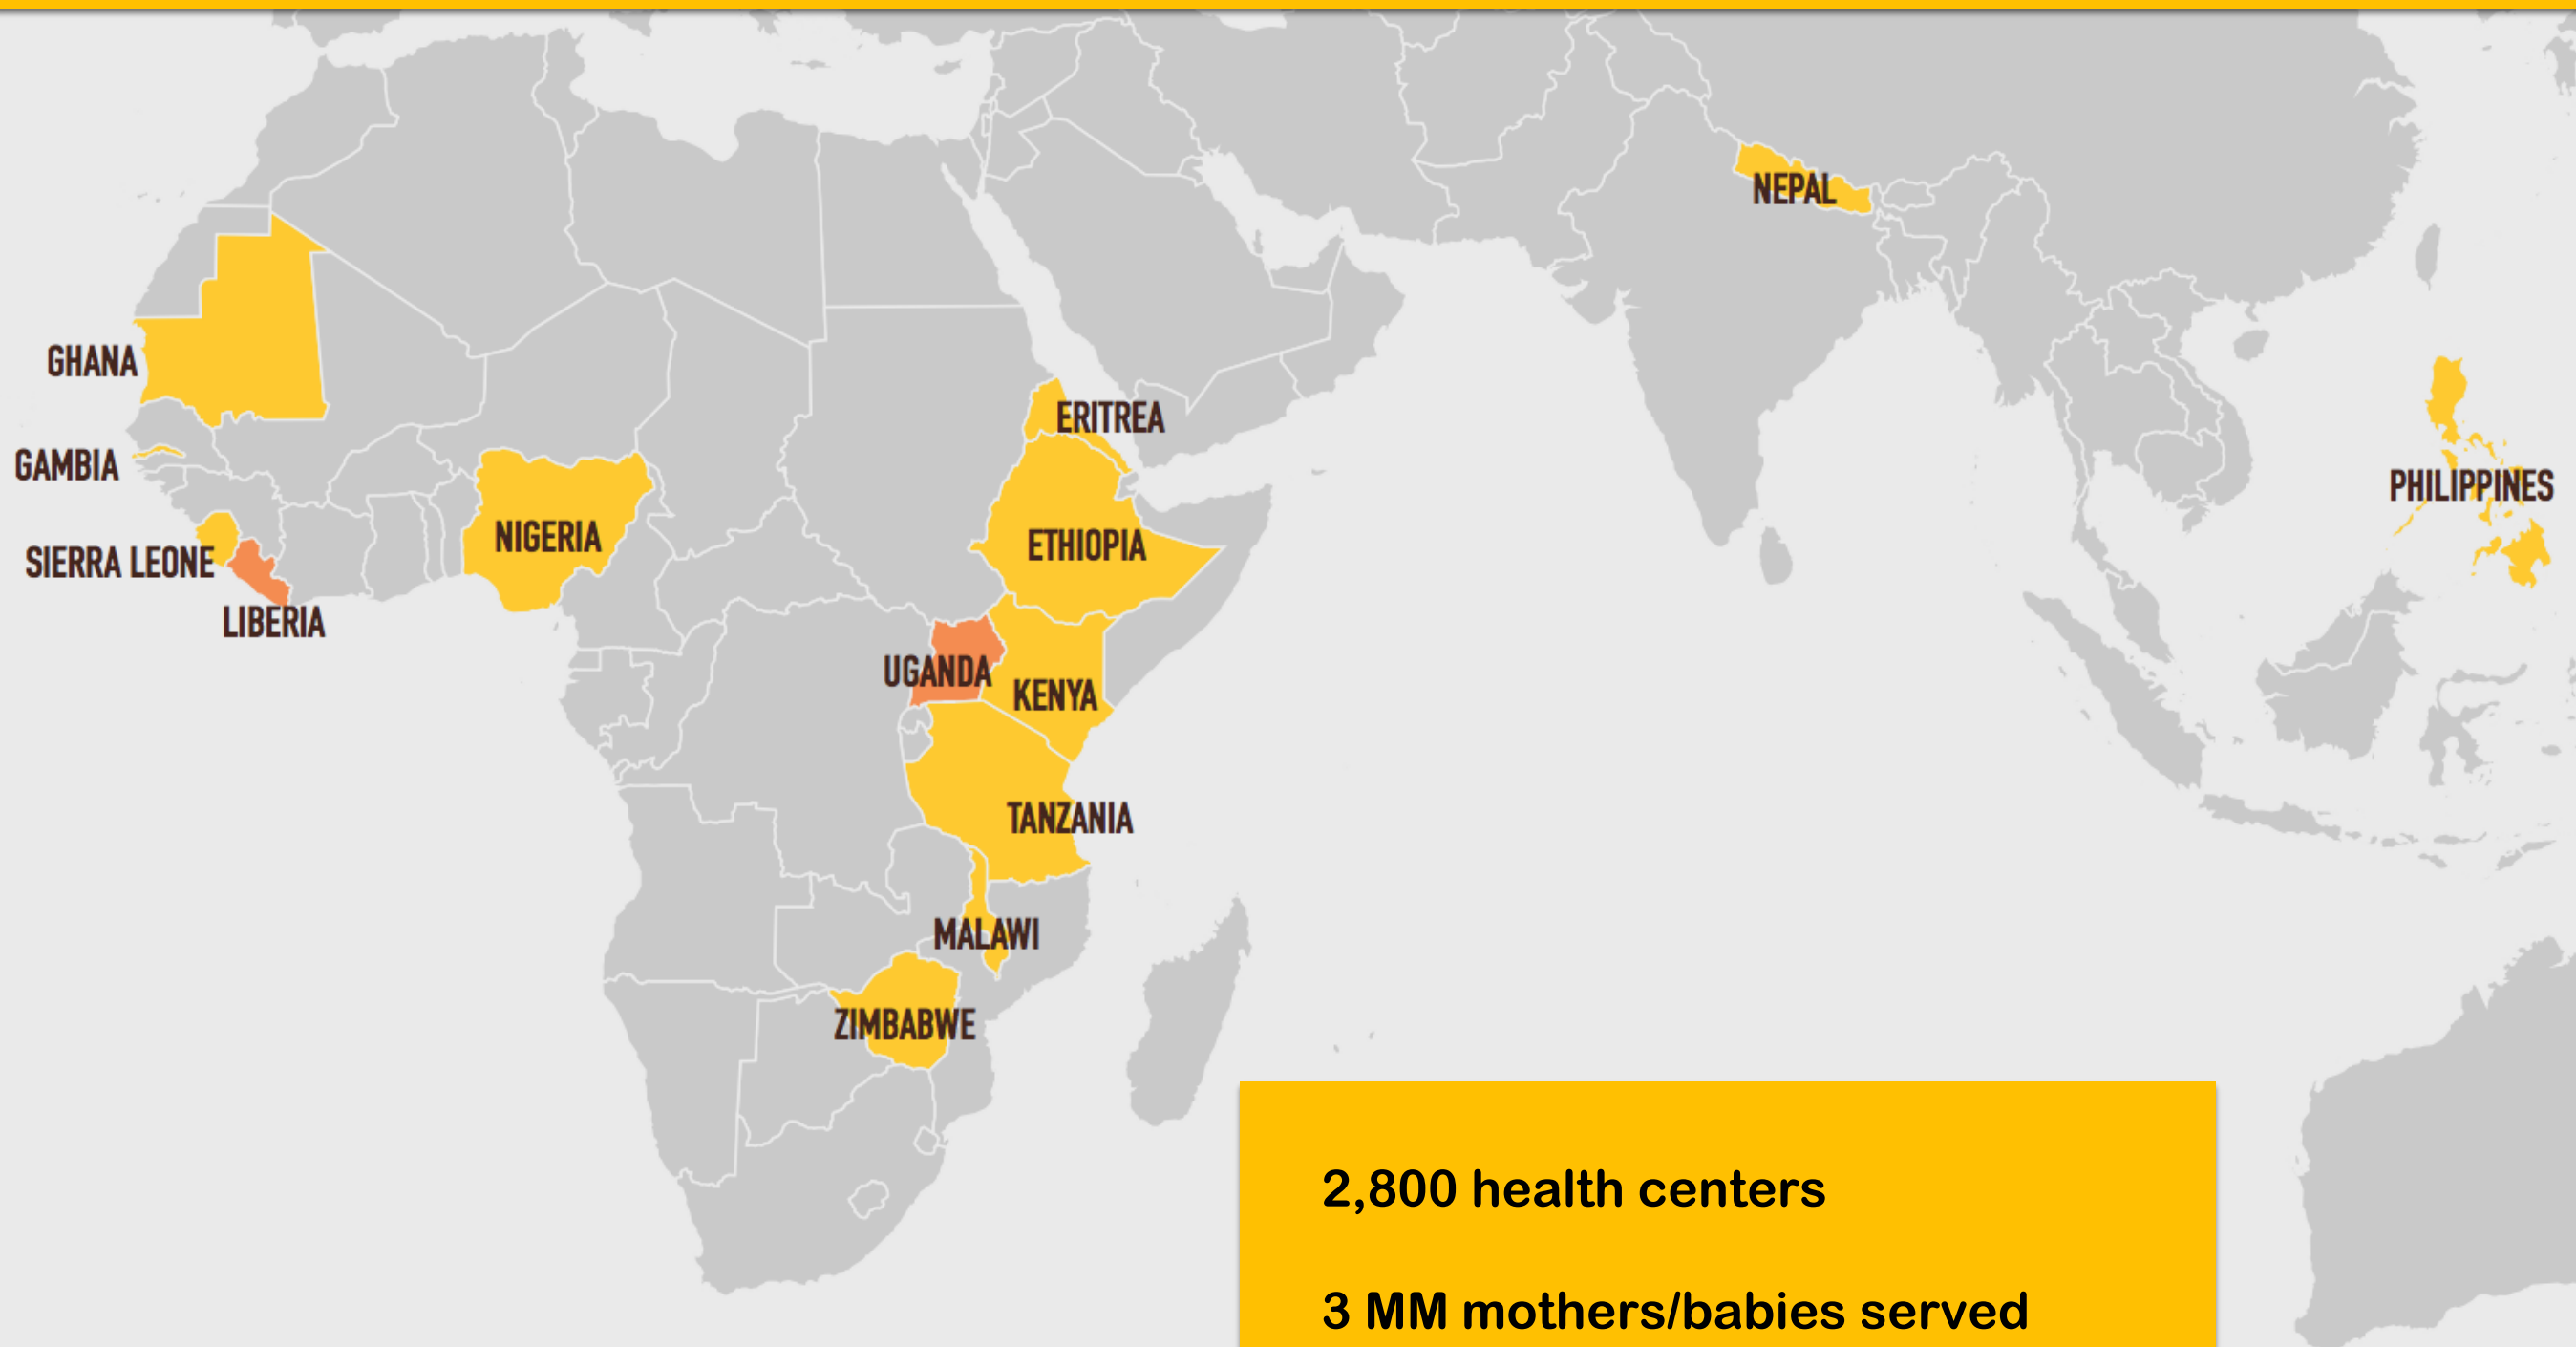 NEPAL
GHANA
ERITREA
GAMBIA
PHILIPPINES
NIGERIA
ETHIOPIA
SIERRA LEONE
LIBERIA
UGANDA
KENYA
TANZANIA
MALAWI
ZIMBABWE
2,800 health centers
3 MM mothers/babies served